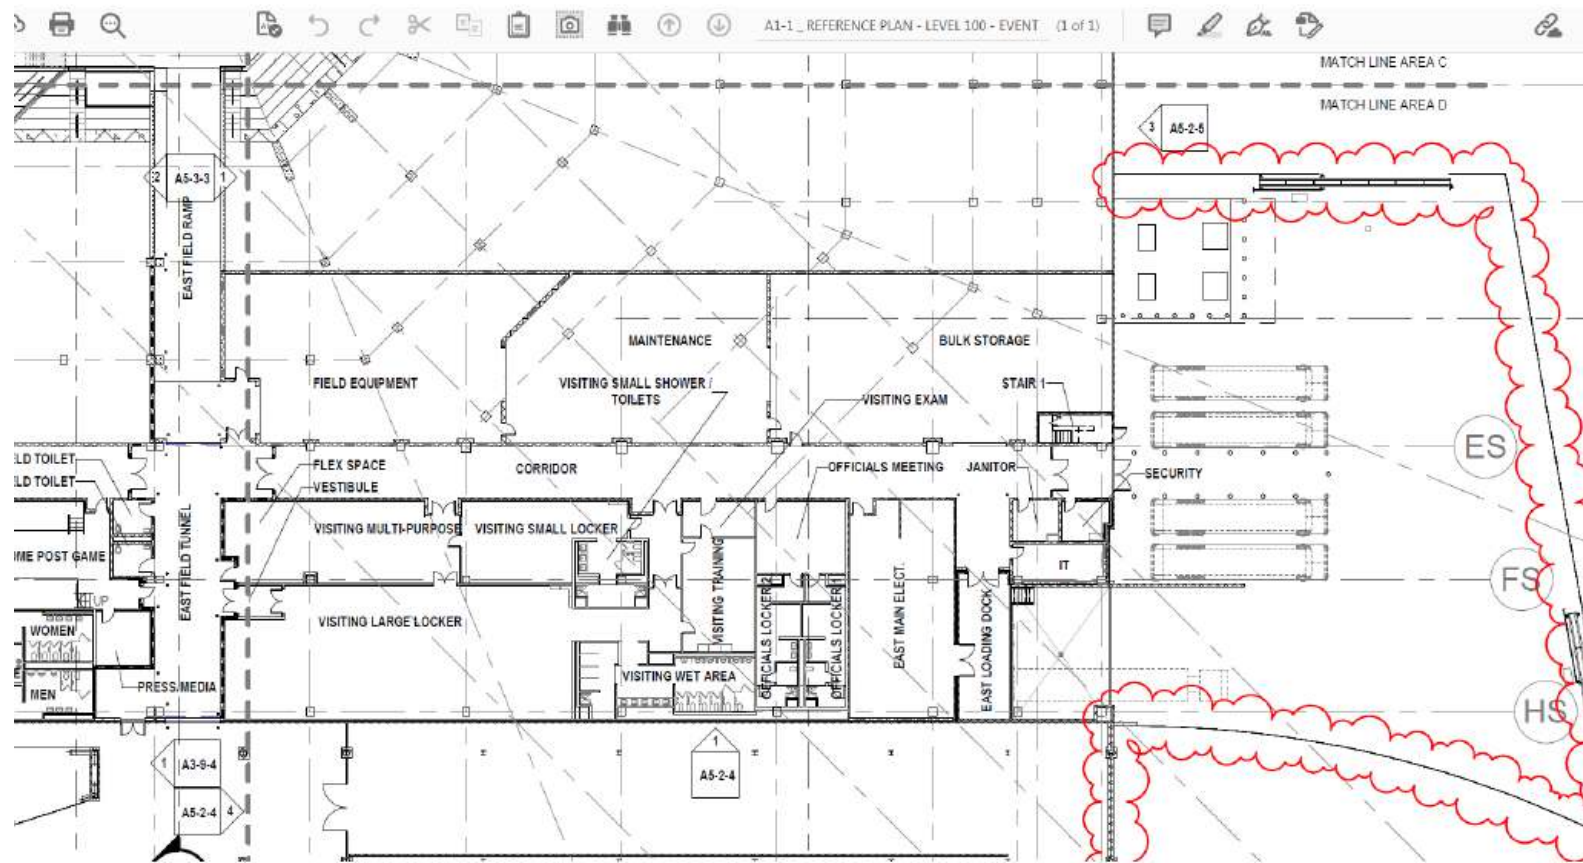 A1-1 _ REFERENCE PLAN - LEVEL 100 - EVENT (1 of 1)
MATCH LINE AREA C
MATCH LINE AREA D
3 A5-2-5
2 A5-3-3 1
EAST FIELD RAMP
MAINTENANCE
BULK STORAGE
FIELD EQUIPMENT
VISITING SMALL SHOWER /
TOILETS
STAIR 1
VISITING EXAM
ES
LD TOILET
FLEX SPACE
CORRIDOR
OFFICIALS MEETING
JANITOR
SECURITY
LD TOILET
VESTIBULE
EAST FIELD TUNNEL
VISITING MULTI-PURPOSE
VISITING SMALL LOCKER
ME POST GAME
VISITING TRAINING
EAST MAIN ELECT.
IT
FS
UP
OFFICIALS LOCKER 2
OFFICIALS LOCKER 1
EAST LOADING DOCK
WOMEN
VISITING LARGE LOCKER
VISITING WET AREA
PRESS/MEDIA
MEN
HS
1 A3-9-4
1
A5-2-4
A5-2-4 4